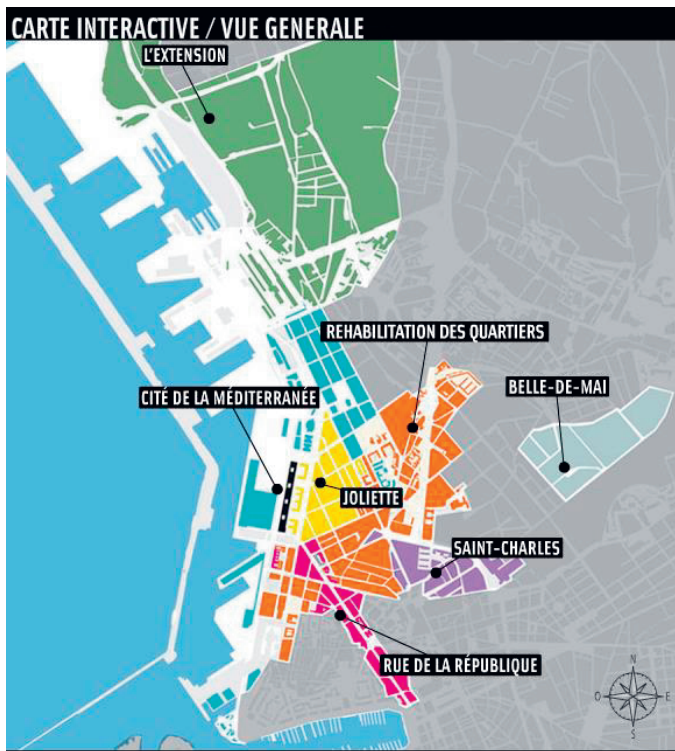 CARTE INTERACTIVE / VUE GENERALE
L'EXTENSION
REHABILITATION DES QUARTIERS
BELLE-DE-MAI
CITÉ DE LA MÉDITERRANÉE
JOLIETTE
SAINT-CHARLES
RUE DE LA RÉPUBLIQUE
N
O
E
S